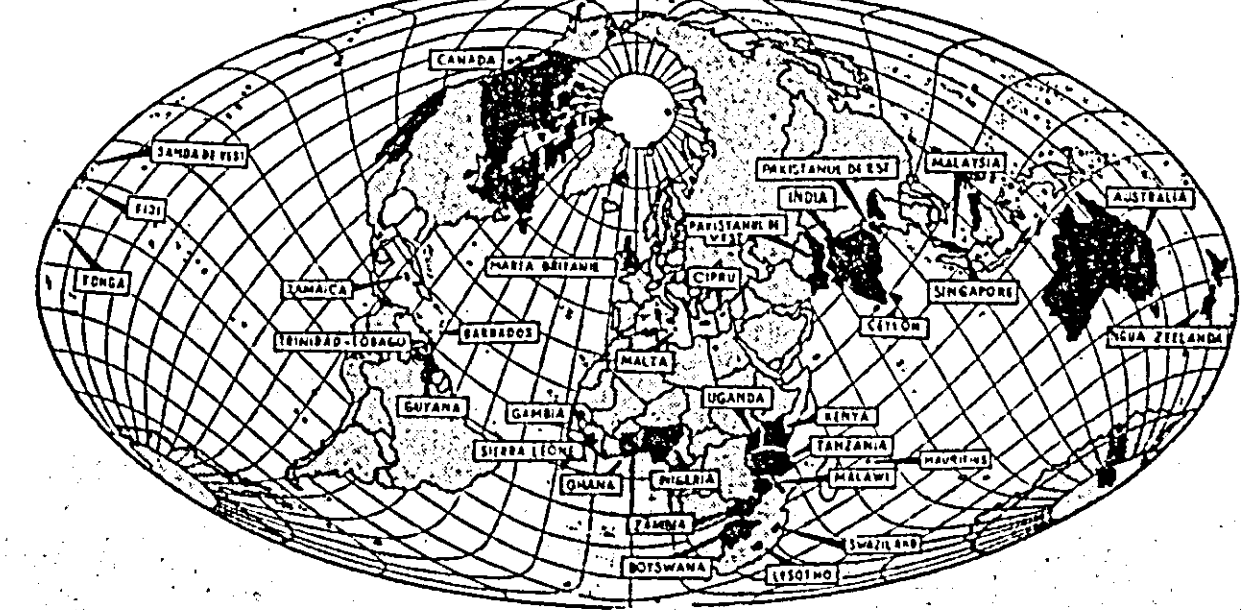 CANADA
SAMOA DE VEST
FIJI
TONGA
PAKISTANUL DE EST
MALAYSIA
INDIA
AUSTRALIA
PAKISTANUL DE
VEST
MAREA BRITANIE
CIPRU
JAMAICA
SINGAPORE
CEYLON
BARBADOS
TRINIDAD-TOBAGO
NOUA ZEELANDA
MALTA
UGANDA
GUYANA
GAMBIA
KENYA
SIERRA LEONE
TANZANIA
MAURITIUS
GHANA
NIGERIA
MALAWI
ZAMBIA
SWAZILAND
BOTSWANA
LESOTHO